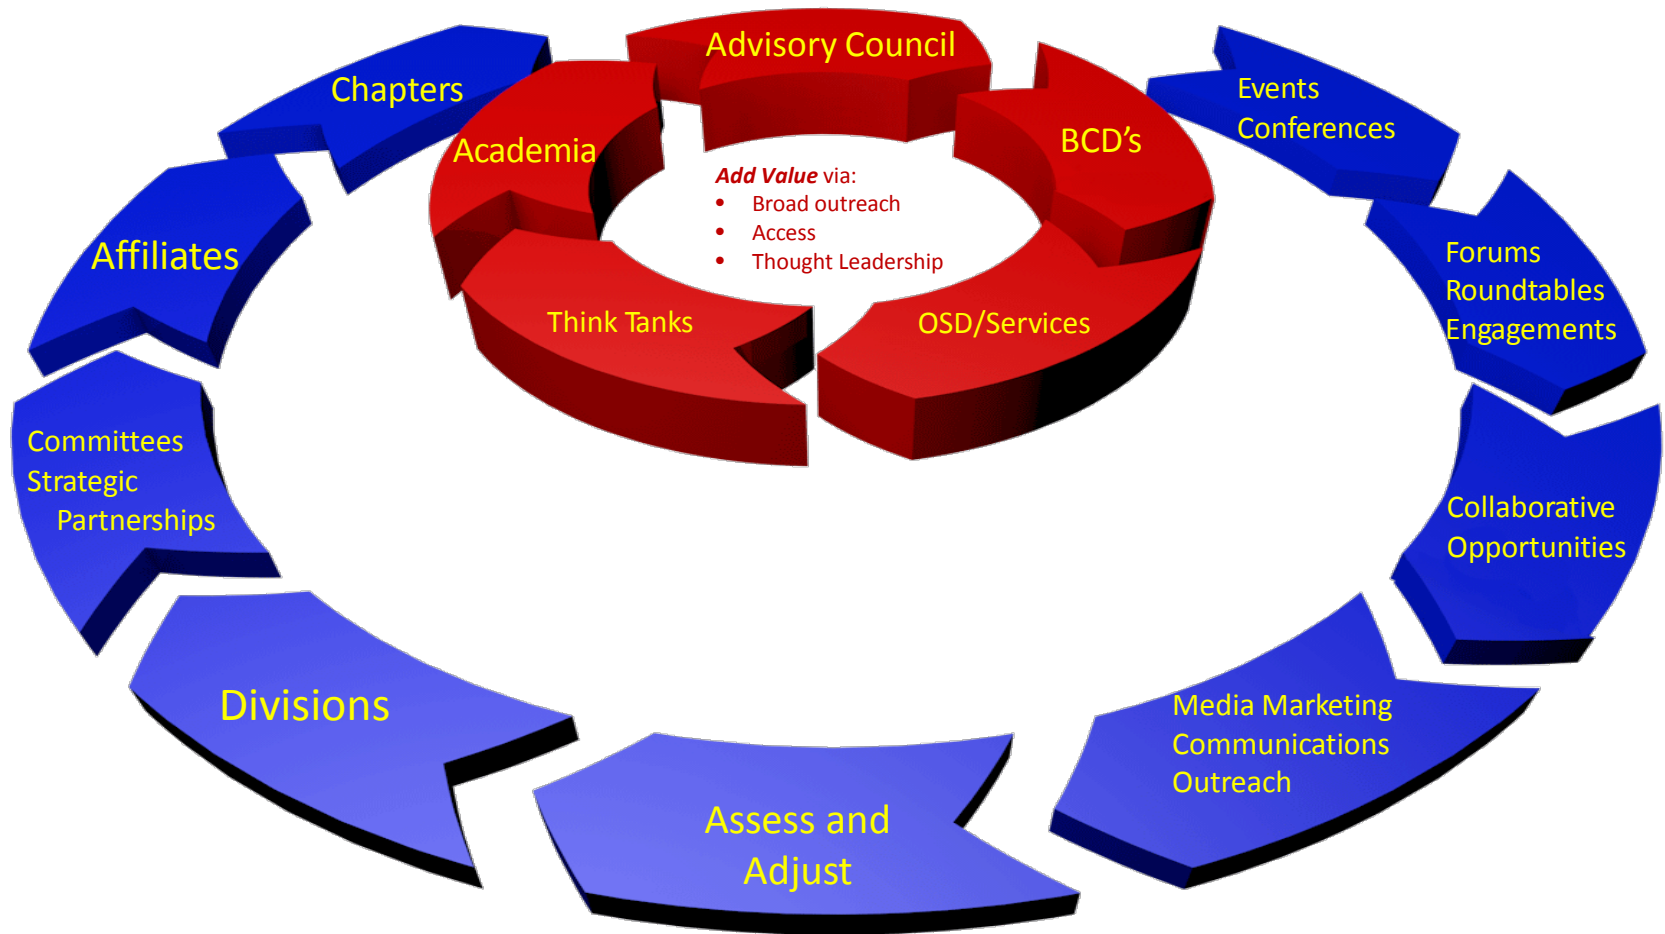 Advisory Council
Chapters
Academia
BCD's
Events
Conferences
Add Value via:
• Broad outreach
• Access
• Thought Leadership
Affiliates
Forums
Roundtables
Engagements
Think Tanks
OSD/Services
Committees
Strategic
Partnerships
Collaborative
Opportunities
Divisions
Media Marketing
Communications
Outreach
Assess and
Adjust